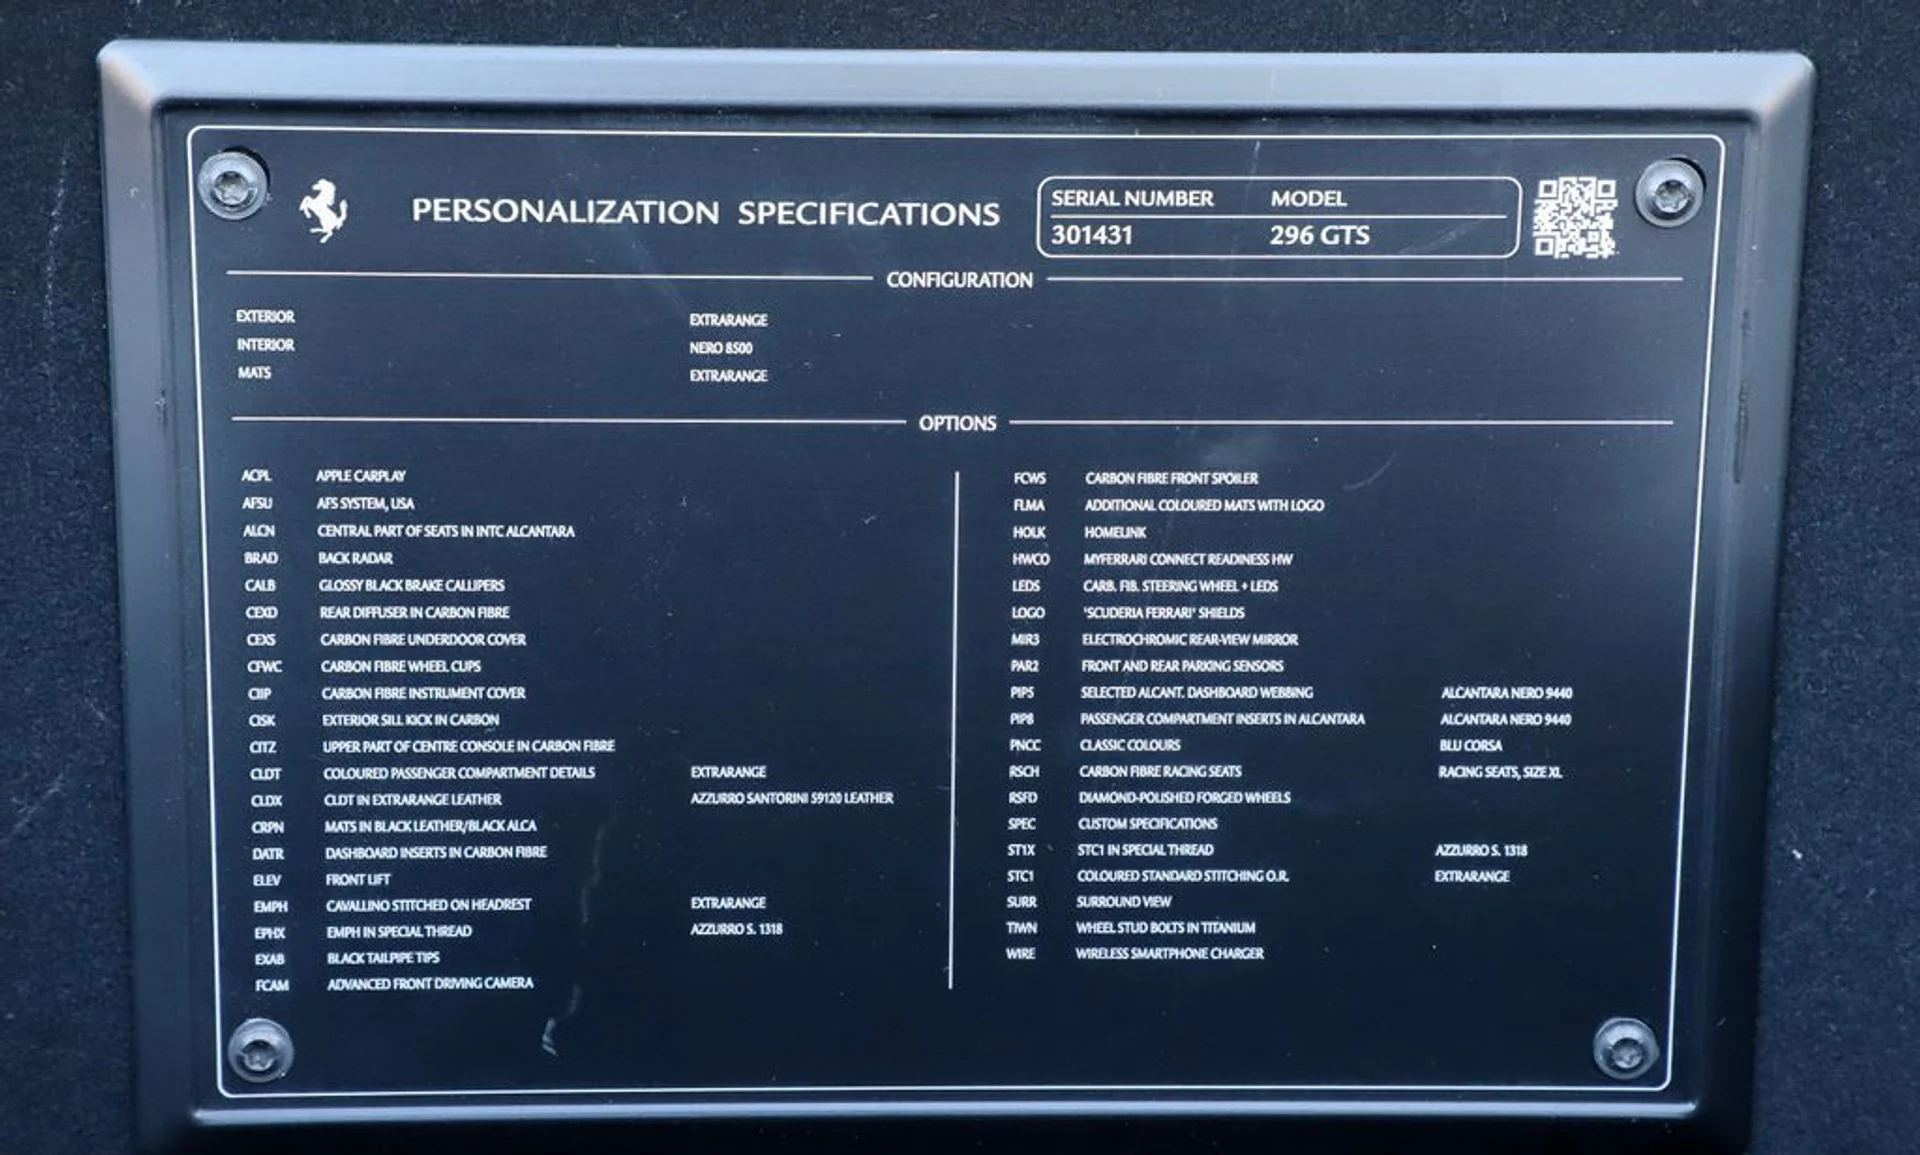 PERSONALIZATION SPECIFICATIONS
SERIAL NUMBER MODEL
301431 296 GTS
CONFIGURATION
EXTERIOR EXTRARANGE
INTERIOR NERO 8500
MATS EXTRARANGE
OPTIONS
ACPL APPLE CARPLAY
AFSU AFS SYSTEM, USA
ALCN CENTRAL PART OF SEATS IN INTC ALCANTARA
BRAD BACK RADAR
CALB GLOSSY BLACK BRAKE CALLIPERS
CEXD REAR DIFFUSER IN CARBON FIBRE
CEXS CARBON FIBRE UNDERDOOR COVER
CFWC CARBON FIBRE WHEEL CUPS
CIIP CARBON FIBRE INSTRUMENT COVER
CISK EXTERIOR SILL KICK IN CARBON
CITZ UPPER PART OF CENTRE CONSOLE IN CARBON FIBRE
CLDT COLOURED PASSENGER COMPARTMENT DETAILS EXTRARANGE
CLDX CLDT IN EXTRARANGE LEATHER AZZURRO SANTORINI 59120 LEATHER
CRPN MATS IN BLACK LEATHER/BLACK ALCA
DATR DASHBOARD INSERTS IN CARBON FIBRE
ELEV FRONT LIFT
EMPH CAVALLINO STITCHED ON HEADREST EXTRARANGE
EPHX EMPH IN SPECIAL THREAD AZZURRO S. 1318
EXAB BLACK TAILPIPE TIPS
FCAM ADVANCED FRONT DRIVING CAMERA
FCWS CARBON FIBRE FRONT SPOILER
FLMA ADDITIONAL COLOURED MATS WITH LOGO
HOLK HOMELINK
HWCO MYFERRARI CONNECT READINESS HW
LEDS CARB. FIB. STEERING WHEEL + LEDS
LOGO 'SCUDERIA FERRARI' SHIELDS
MIR3 ELECTROCHROMIC REAR-VIEW MIRROR
PAR2 FRONT AND REAR PARKING SENSORS
PIP5 SELECTED ALCANT. DASHBOARD WEBBING ALCANTARA NERO 9440
PIP8 PASSENGER COMPARTMENT INSERTS IN ALCANTARA ALCANTARA NERO 9440
PNCC CLASSIC COLOURS BLU CORSA
RSCH CARBON FIBRE RACING SEATS RACING SEATS, SIZE XL
RSFD DIAMOND-POLISHED FORGED WHEELS
SPEC CUSTOM SPECIFICATIONS
ST1X STC1 IN SPECIAL THREAD AZZURRO S. 1318
STC1 COLOURED STANDARD STITCHING O.R. EXTRARANGE
SURR SURROUND VIEW
TIWN WHEEL STUD BOLTS IN TITANIUM
WIRE WIRELESS SMARTPHONE CHARGER